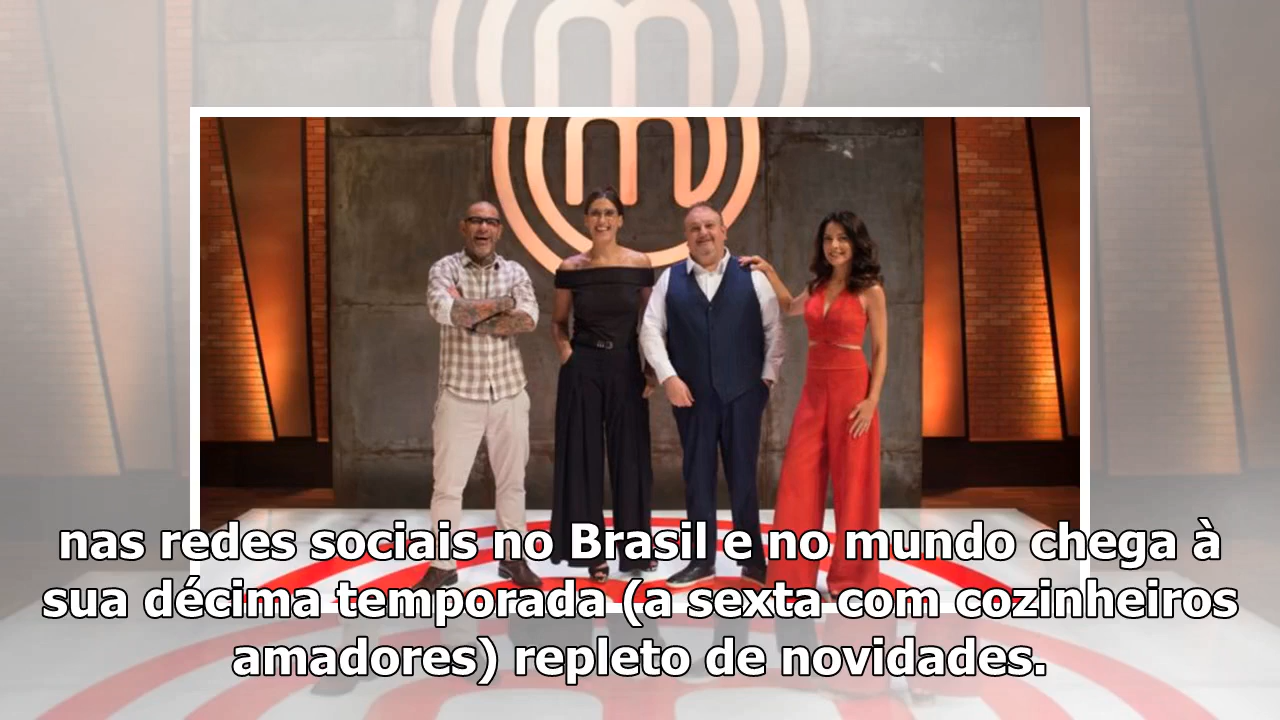 nas redes sociais no Brasil e no mundo chega à
sua décima temporada (a sexta com cozinheiros
amadores) repleto de novidades.